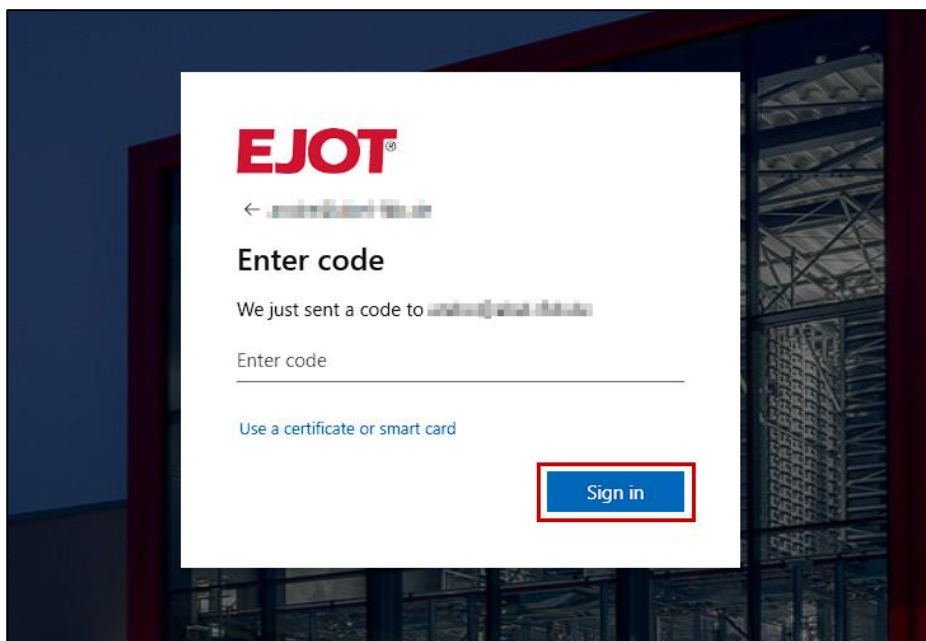 EJOT®
←
Enter code
We just sent a code to
Enter code
Use a certificate or smart card
Sign in